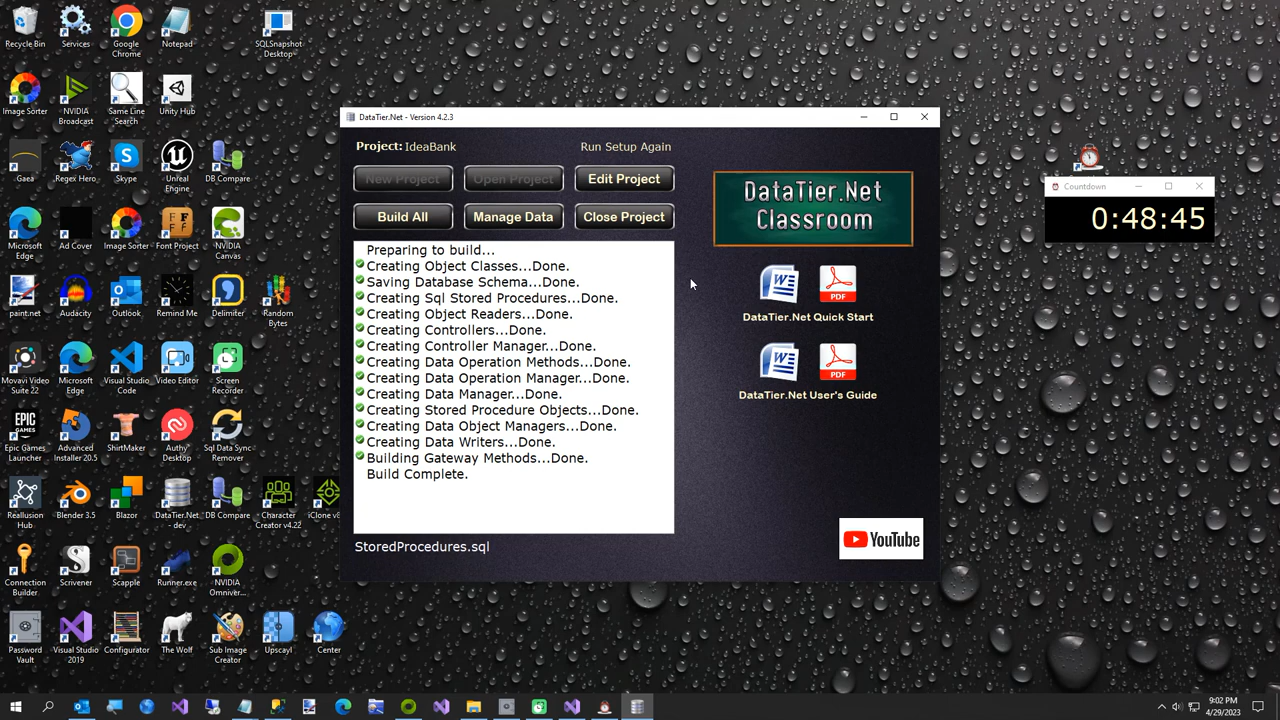 Recycle Bin
Services
Google Chrome
Notepad
SQLSnapshot Desktop
Image Sorter
NVIDIA Broadcast
Same Line Search
Unity Hub
Gaea
Regex Hero
Skype
Unreal Engine
DB Compare
Microsoft Edge
Ad Cover
Image Sorter
Font Project
NVIDIA Canvas
paint.net
Audacity
Outlook
Remind Me
Delimiter
Random Bytes
Movavi Video Suite 22
Microsoft Edge
Visual Studio Code
Video Editor
Screen Recorder
Epic Games Launcher
Advanced Installer 20.5
ShirtMaker
Authy Desktop
Sql Data Sync Remover
Reallusion Hub
Blender 3.5
Blazor
DataTier.Net - dev
DB Compare
Character Creator v4.22
iClone v8
Connection Builder
Scrivener
Scapple
Runner.exe
NVIDIA Omniver...
Password Vault
Visual Studio 2019
Configurator
The Wolf
Sub Image Creator
Upscayl
Center
DataTier.Net - Version 4.2.3
Project: IdeaBank
Run Setup Again
New Project
Open Project
Edit Project
Build All
Manage Data
Close Project
Preparing to build...
Creating Object Classes...Done.
Saving Database Schema...Done.
Creating Sql Stored Procedures...Done.
Creating Object Readers...Done.
Creating Controllers...Done.
Creating Controller Manager...Done.
Creating Data Operation Methods...Done.
Creating Data Operation Manager...Done.
Creating Data Manager...Done.
Creating Stored Procedure Objects...Done.
Creating Data Object Managers...Done.
Creating Data Writers...Done.
Building Gateway Methods...Done.
Build Complete.
StoredProcedures.sql
DataTier.Net
Classroom
W
PDF
DataTier.Net Quick Start
W
PDF
DataTier.Net User's Guide
YouTube
Countdown
0:48:45
9:02 PM
4/29/2023